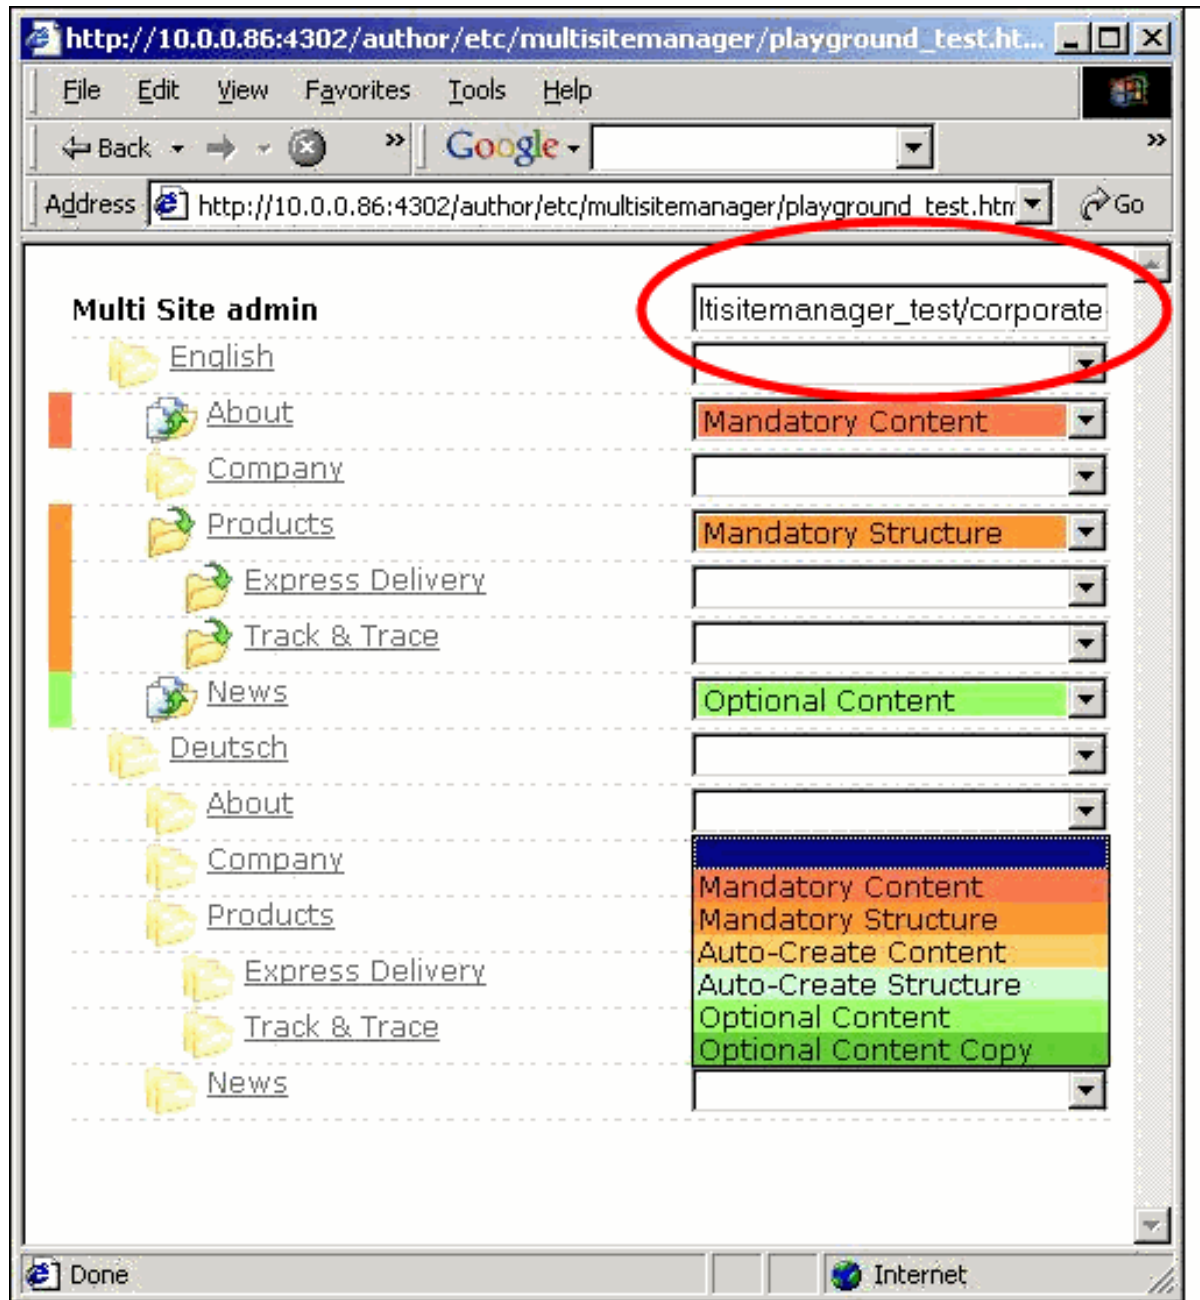 http://10.0.0.86:4302/author/etc/multisitemanager/playground_test.ht...
File Edit View Favorites Tools Help
Back » Google »
Address http://10.0.0.86:4302/author/etc/multisitemanager/playground_test.htm Go
Multi Site admin ltisitemanager_test/corporate
English
About Mandatory Content
Company
Products Mandatory Structure
Express Delivery
Track & Trace
News Optional Content
Deutsch
About
Company
Mandatory Content
Products Mandatory Structure
Auto-Create Content
Express Delivery Auto-Create Structure
Track & Trace Optional Content
Optional Content Copy
News
Done Internet